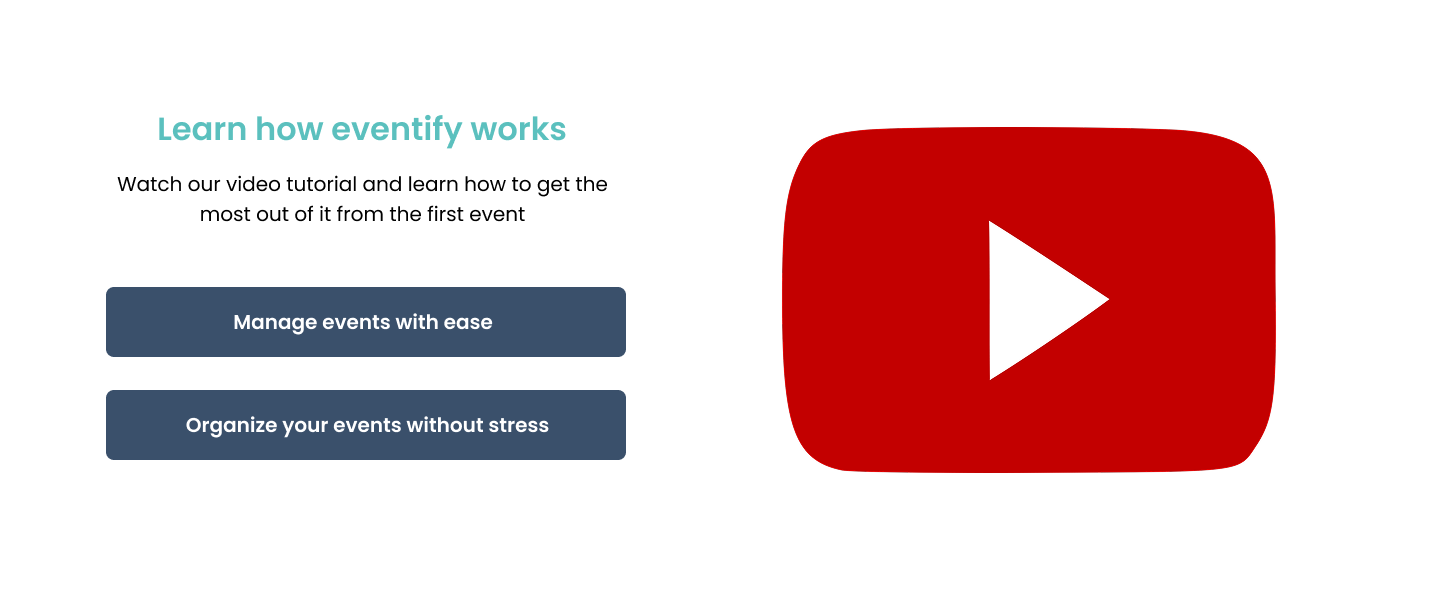 Learn how eventify works
Watch our video tutorial and learn how to get the
most out of it from the first event
Manage events with ease
Organize your events without stress